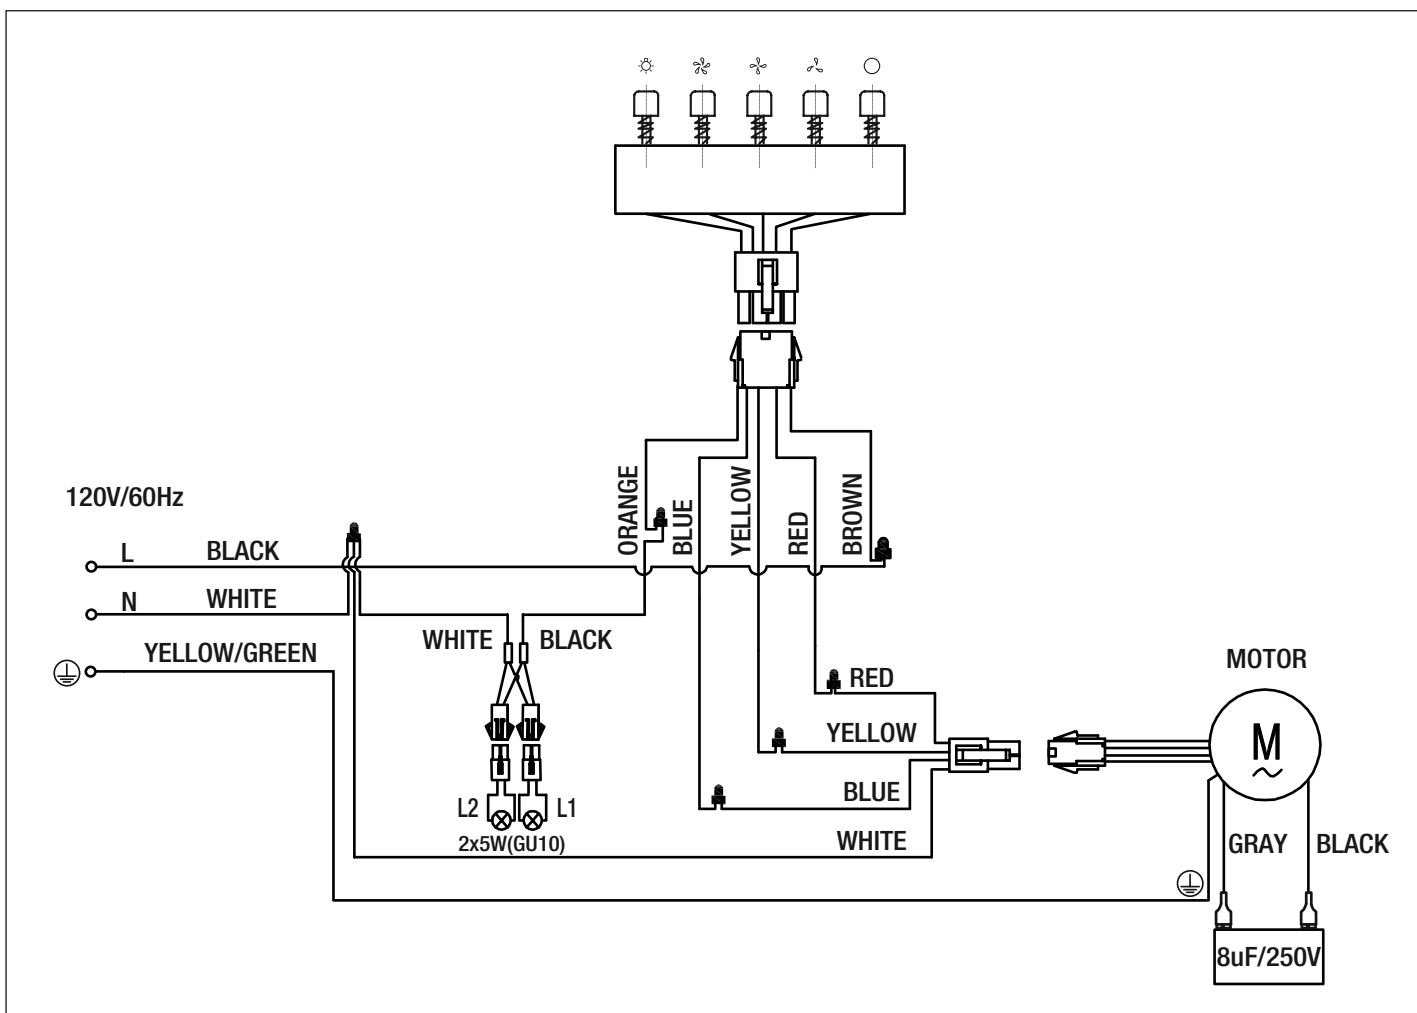 120V/60Hz
ORANGE
BLUE
YELLOW
RED
BROWN
L BLACK
N WHITE
YELLOW/GREEN
WHITE BLACK
RED
MOTOR
YELLOW
M
BLUE
L2 L1
2x5W(GU10)
WHITE
GRAY BLACK
8uF/250V